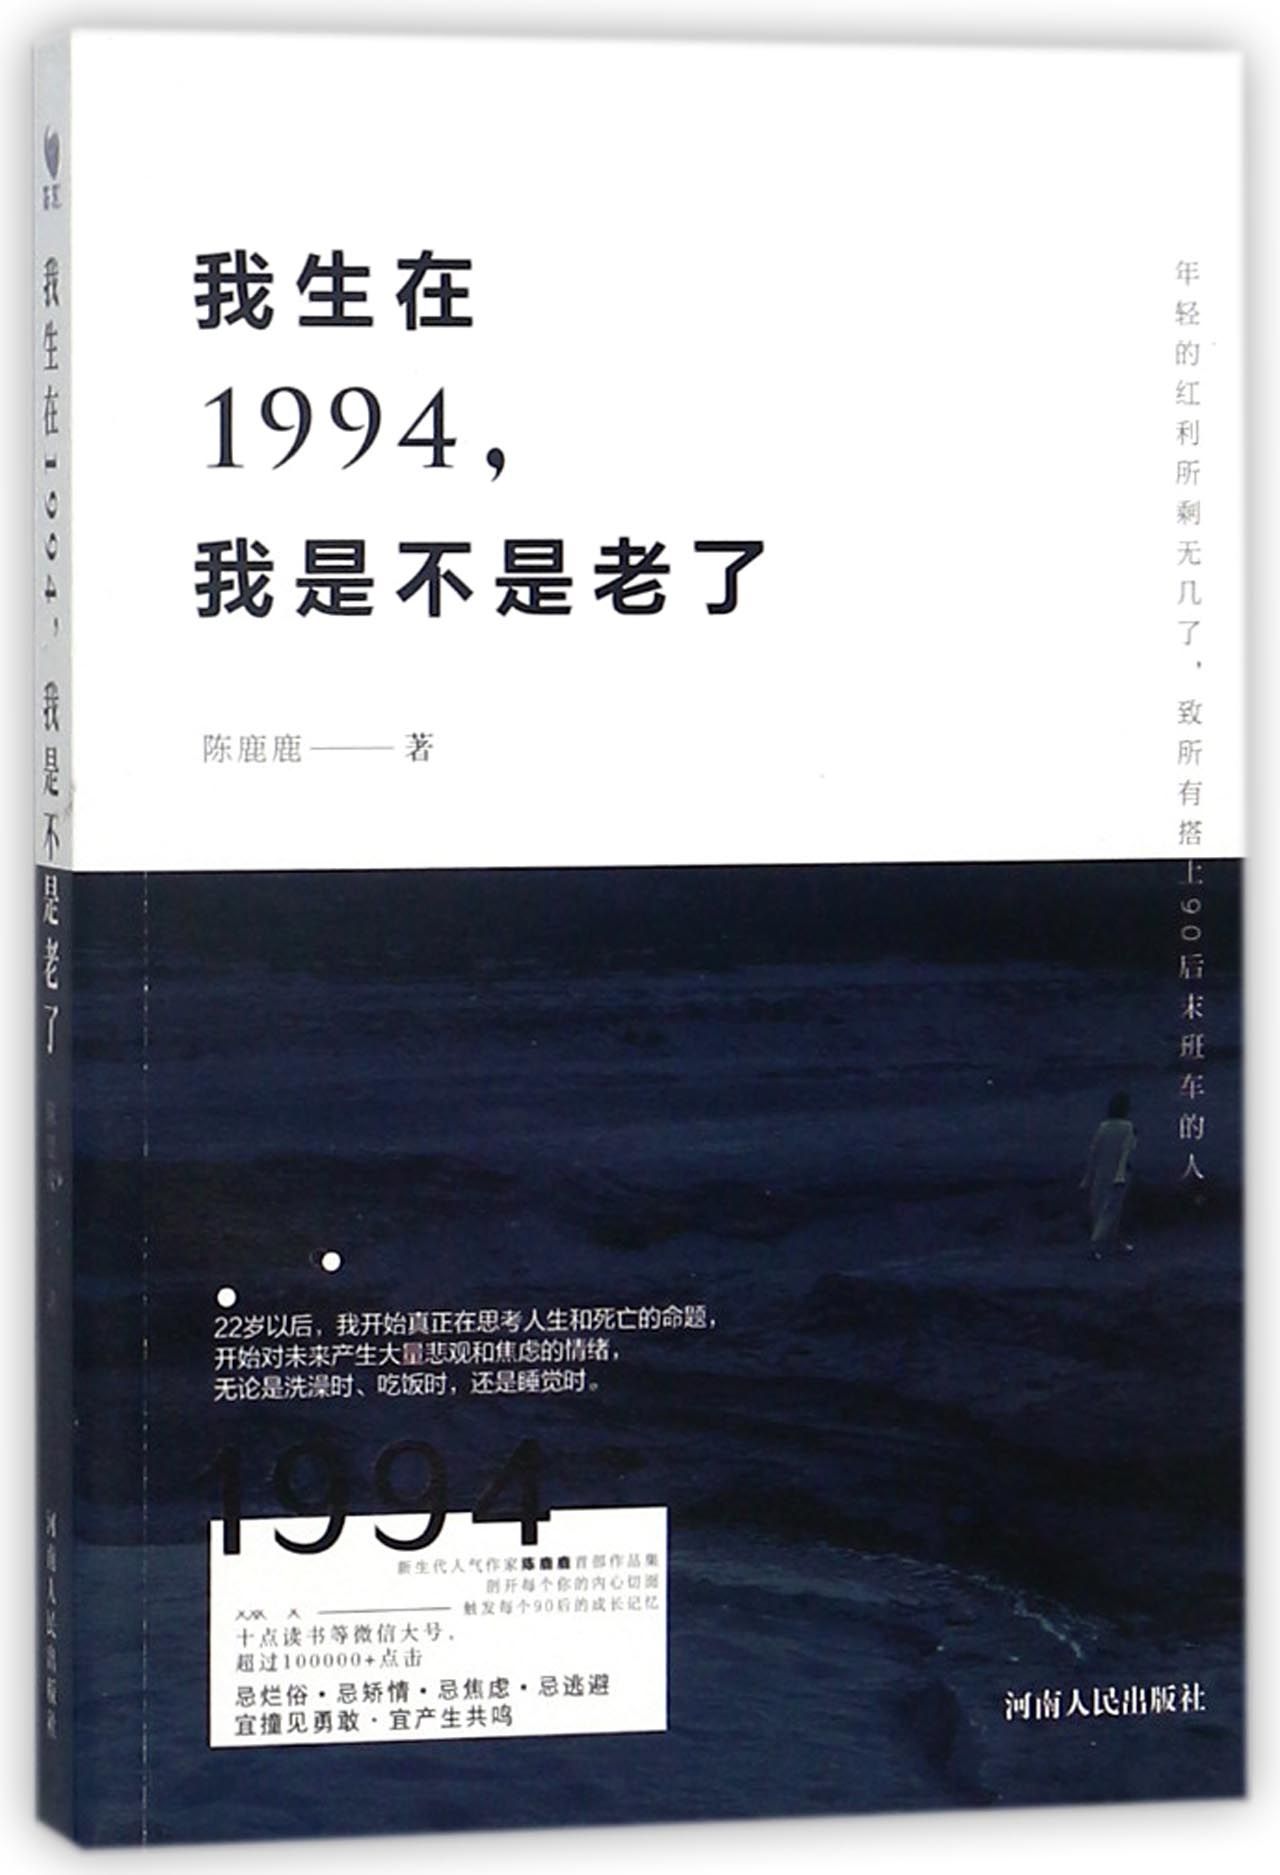 我生在
1994，
我是不是老了
陈鹿鹿——著
年轻的红利所剩无几了，致所有搭上90后末班车的人。
22岁以后，我开始真正在思考人生和死亡的命题，
开始对未来产生大量悲观和焦虑的情绪，
无论是洗澡时、吃饭时，还是睡觉时。
1994
新生代人气作家陈鹿鹿首部作品集
剖开每个你的内心切面
触发每个90后的成长记忆
十点读书等微信大号，
超过100000+点击
忌烂俗·忌矫情·忌焦虑·忌逃避
宜撞见勇敢·宜产生共鸣
河南人民出版社
我生在1994，我是不是老了
河南人民出版社